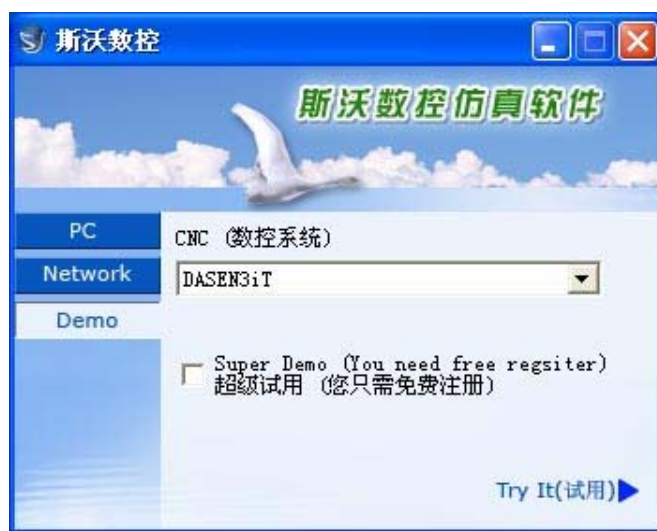 斯沃数控
斯沃数控仿真软件
PC
CNC (数控系统)
Network
DASEN3iT
Demo
Super Demo (You need free regsiter)
超级试用 (您只需免费注册)
Try It(试用)